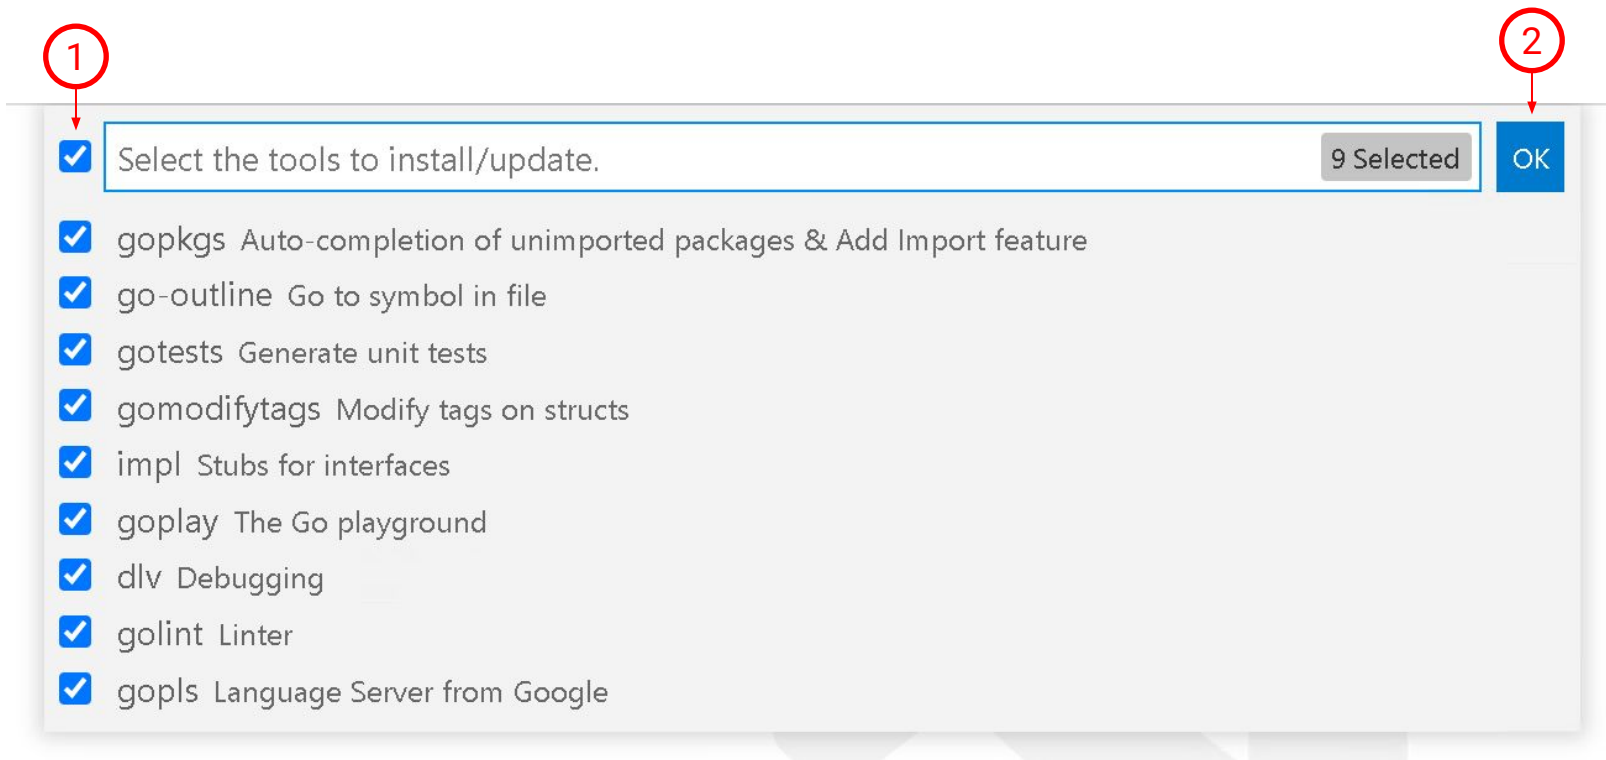 1
2
Select the tools to install/update. 9 Selected OK
gopkgs Auto-completion of unimported packages & Add Import feature
go-outline Go to symbol in file
gotests Generate unit tests
gomodifytags Modify tags on structs
impl Stubs for interfaces
goplay The Go playground
dlv Debugging
golint Linter
gopls Language Server from Google